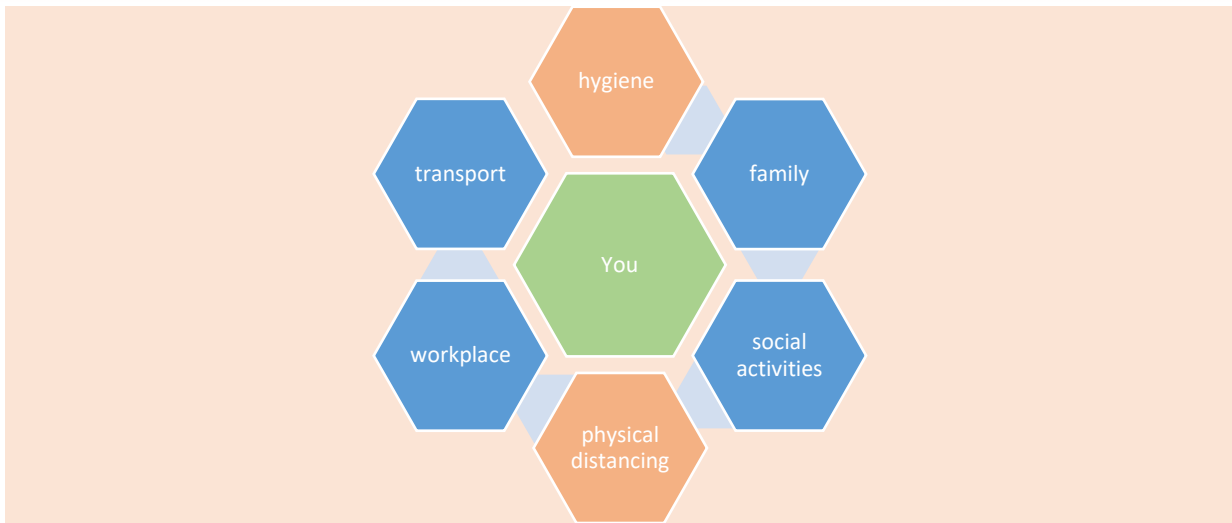 hygiene
transport
family
You
workplace
social
activities
physical
distancing